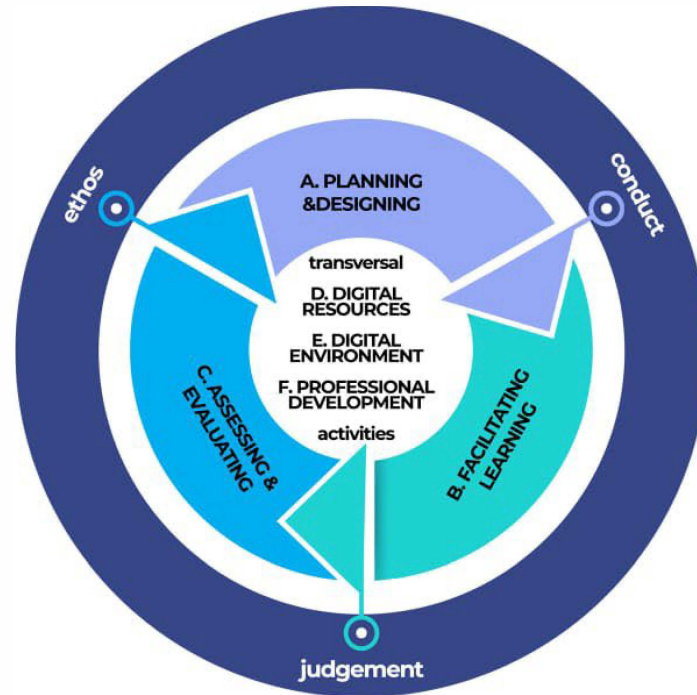 ethos
conduct
A. PLANNING
&DESIGNING
transversal
D. DIGITAL
RESOURCES
E. DIGITAL
ENVIRONMENT
F. PROFESSIONAL
DEVELOPMENT
activities
C. ASSESSING &
EVALUATING
B. FACILITATING
LEARNING
judgement